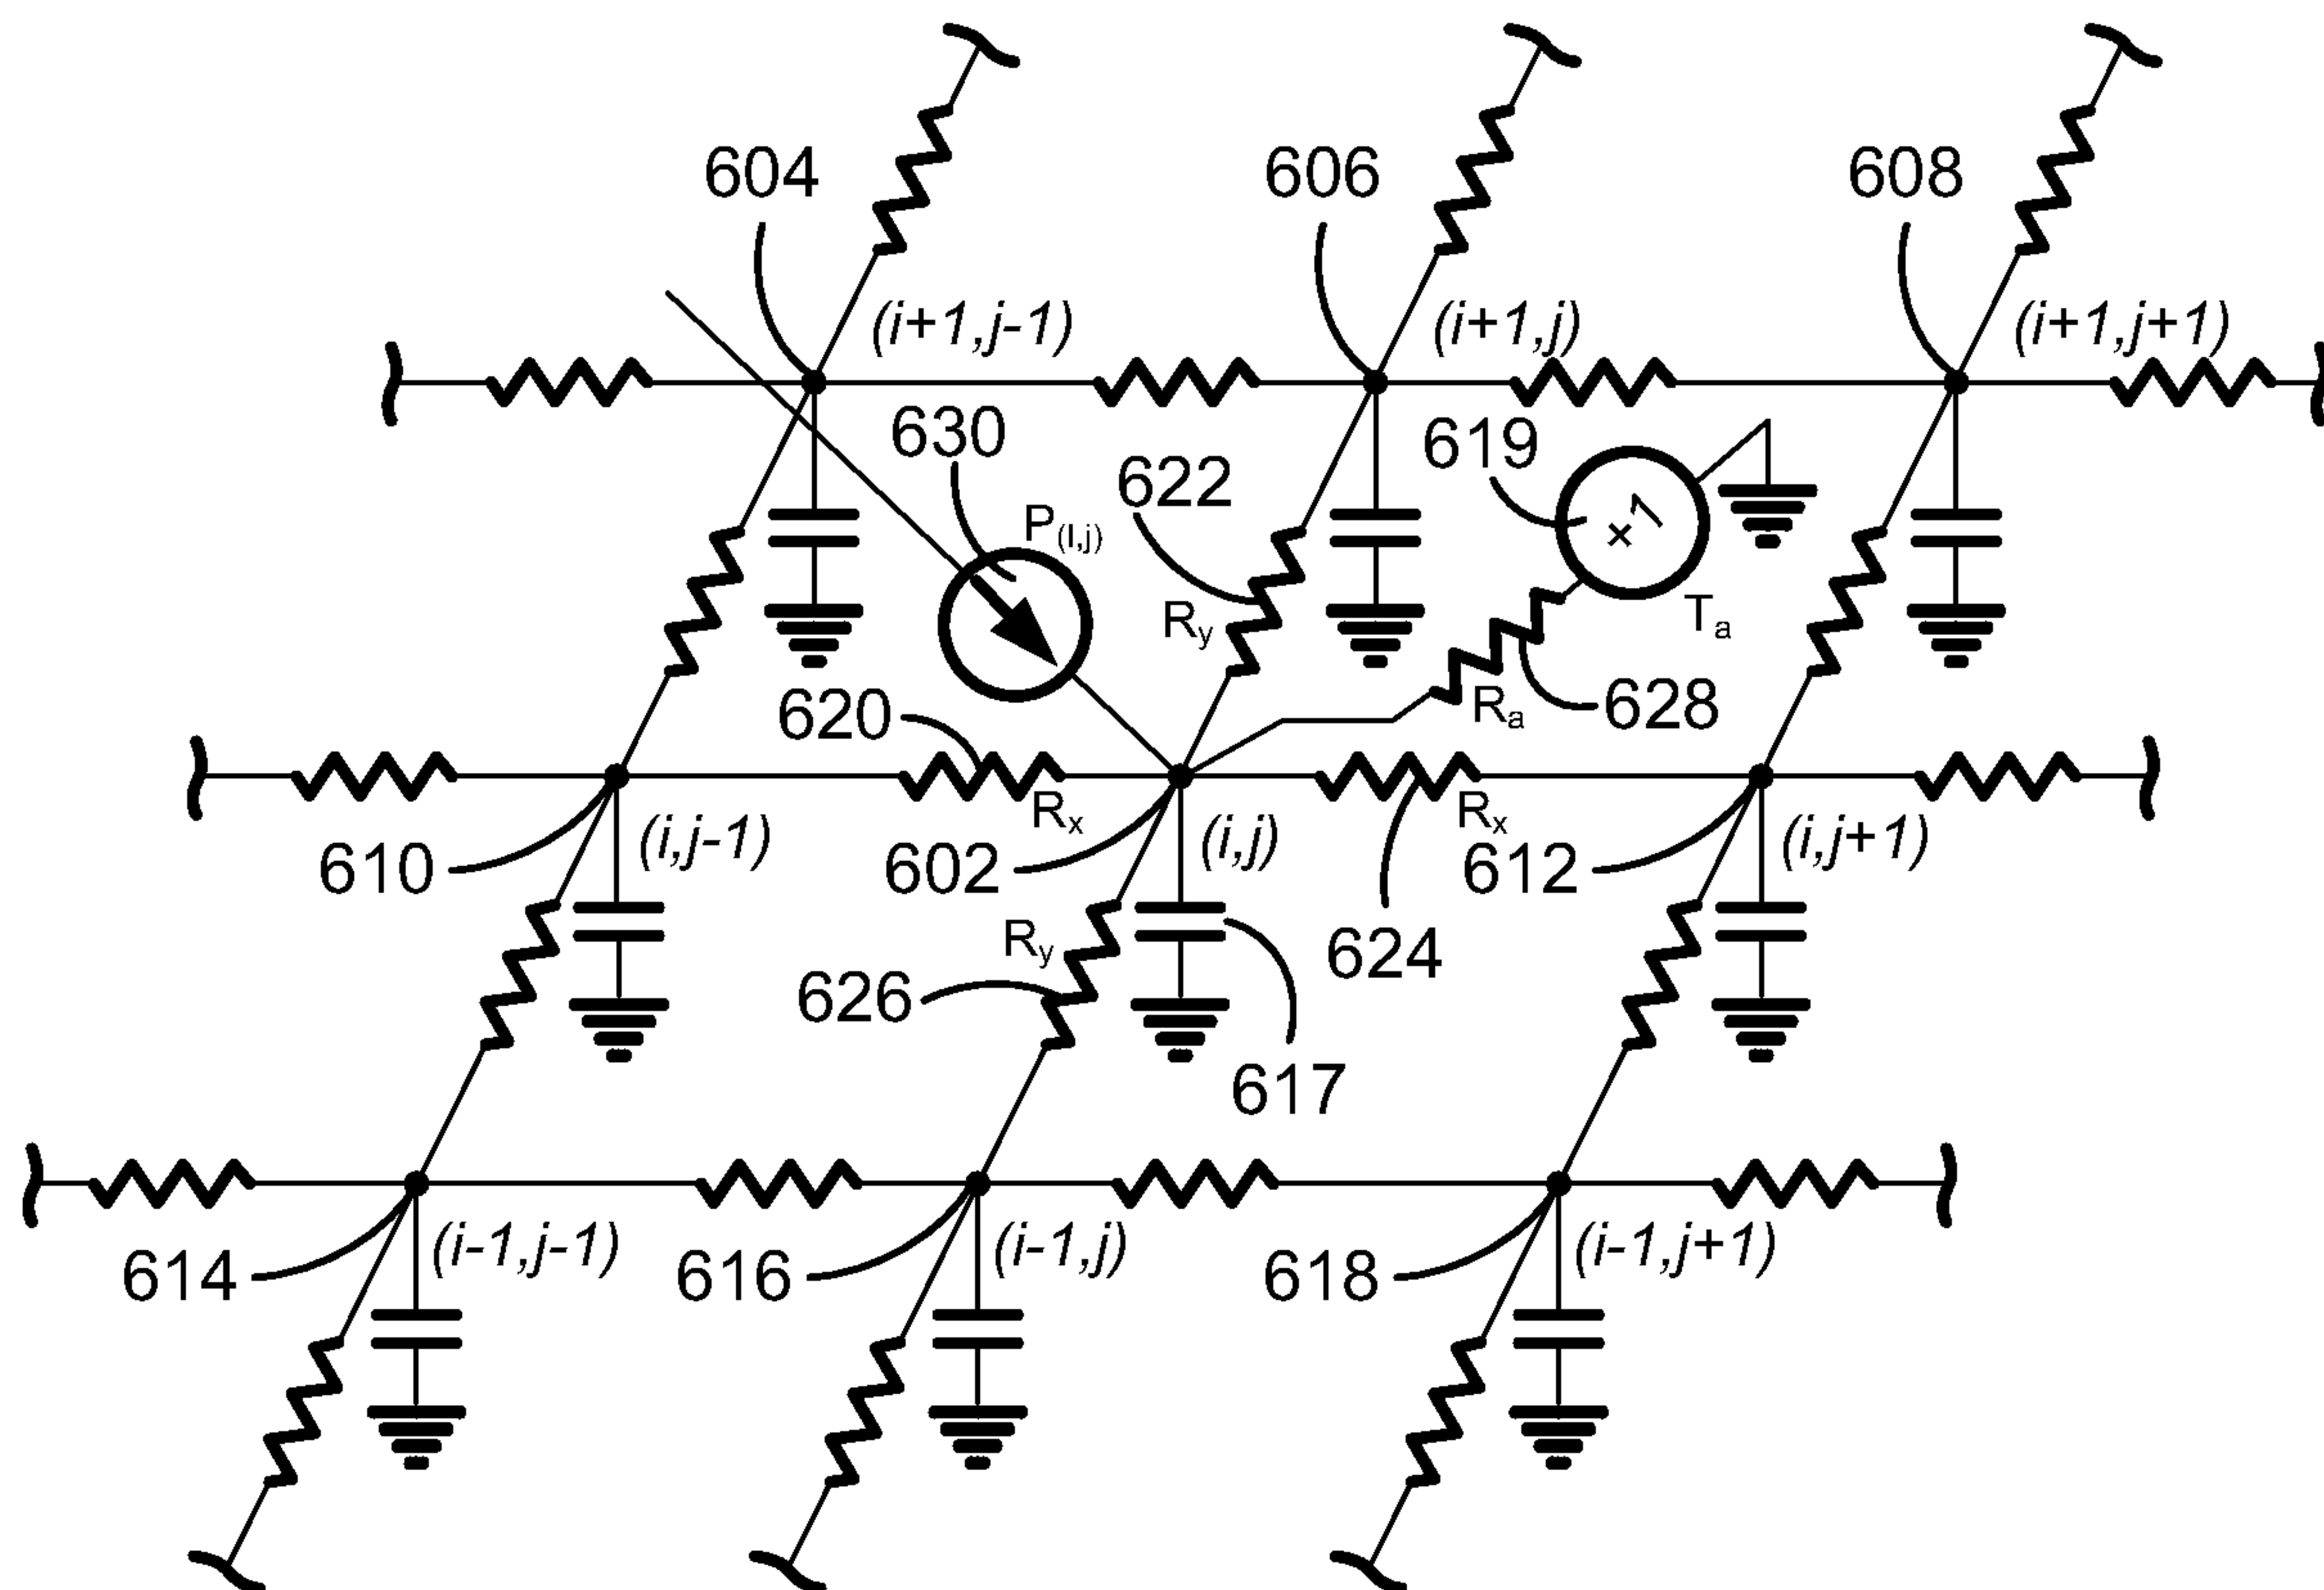 604
606
608
(i+1,j-1)
(i+1,j)
(i+1,j+1)
630
619
622
P(I,j)
Ry
Ta
Ra
628
620
Rx
Rx
610
(i,j-1)
602
(i,j)
612
(i,j+1)
Ry
624
626
617
614
(i-1,j-1)
616
(i-1,j)
618
(i-1,j+1)